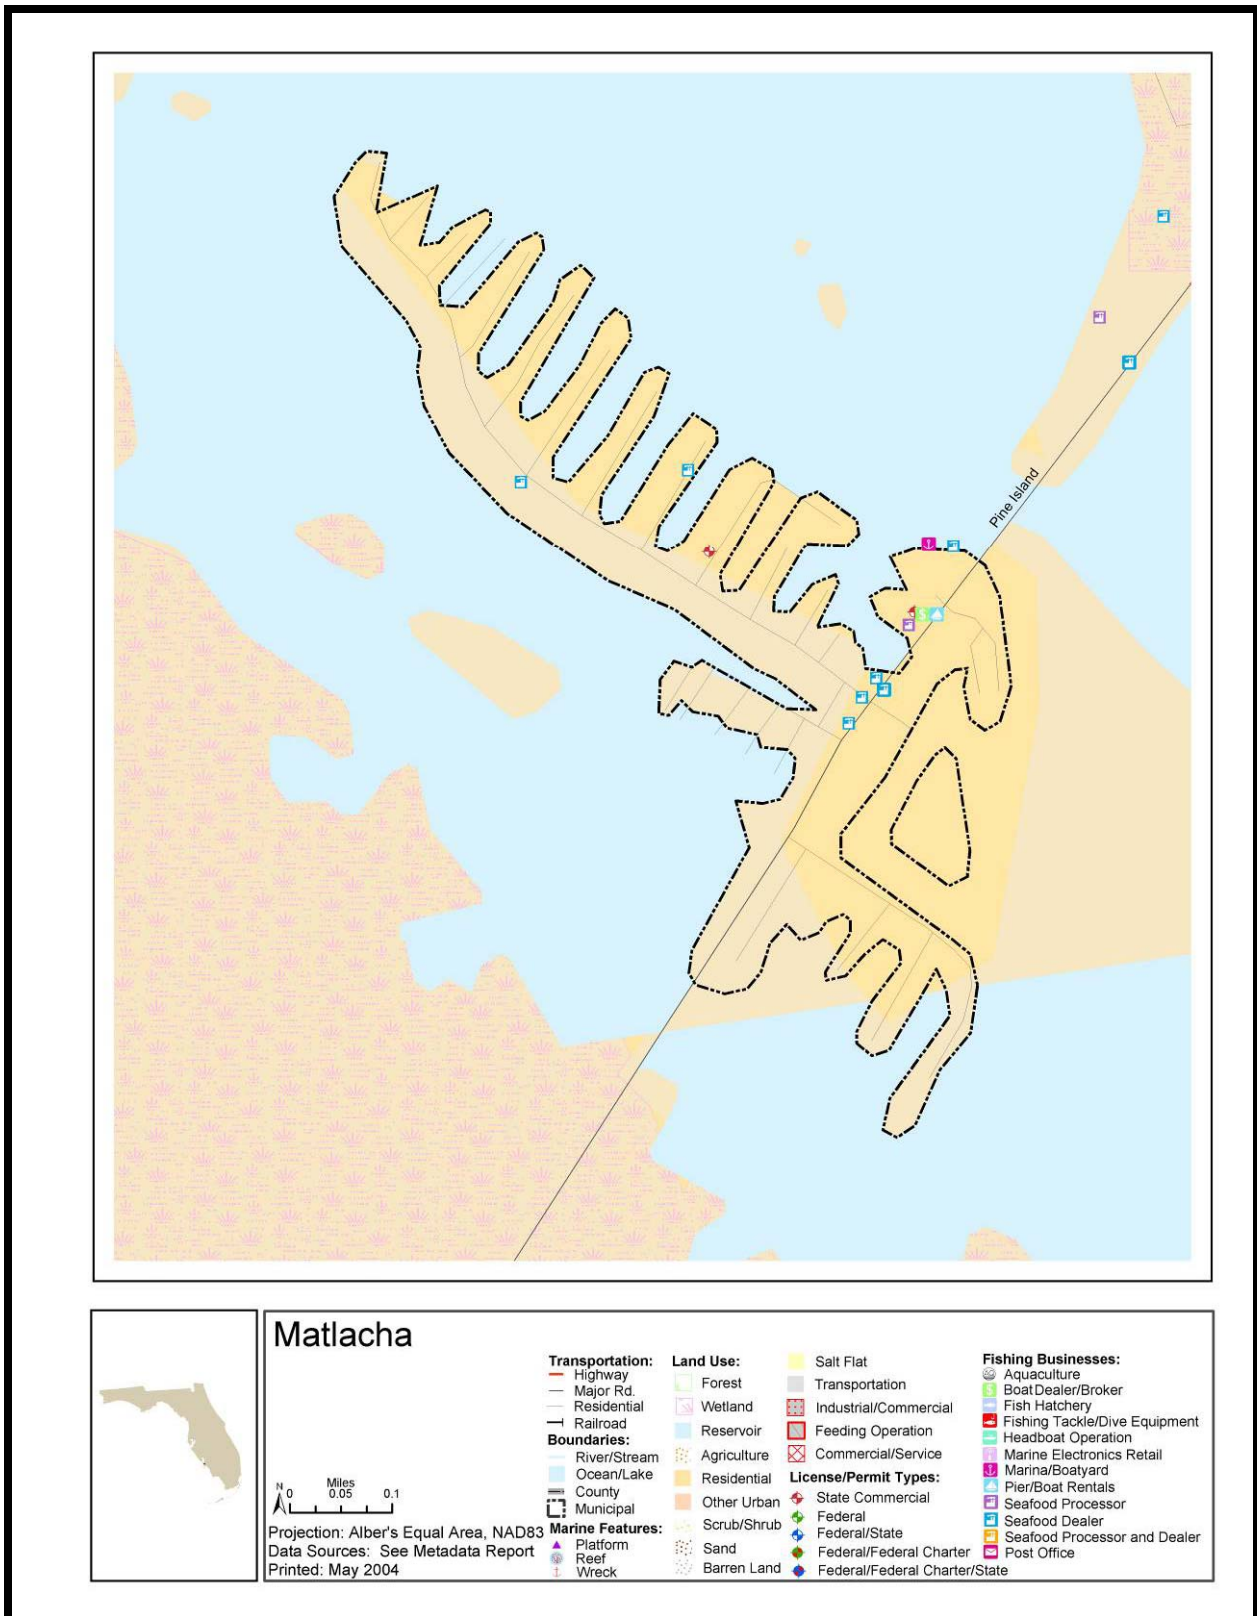 Pine Island
Matlacha
N
Miles
0 0.05 0.1
Projection: Alber's Equal Area, NAD83
Data Sources: See Metadata Report
Printed: May 2004
Transportation:
Highway
Major Rd.
Residential
Railroad
Boundaries:
River/Stream
Ocean/Lake
County
Municipal
Marine Features:
Platform
Reef
Wreck
Land Use:
Forest
Wetland
Reservoir
Agriculture
Residential
Other Urban
Scrub/Shrub
Sand
Barren Land
Salt Flat
Transportation
Industrial/Commercial
Feeding Operation
Commercial/Service
License/Permit Types:
State Commercial
Federal
Federal/State
Federal/Federal Charter
Federal/Federal Charter/State
Fishing Businesses:
Aquaculture
Boat Dealer/Broker
Fish Hatchery
Fishing Tackle/Dive Equipment
Headboat Operation
Marine Electronics Retail
Marina/Boatyard
Pier/Boat Rentals
Seafood Processor
Seafood Dealer
Seafood Processor and Dealer
Post Office